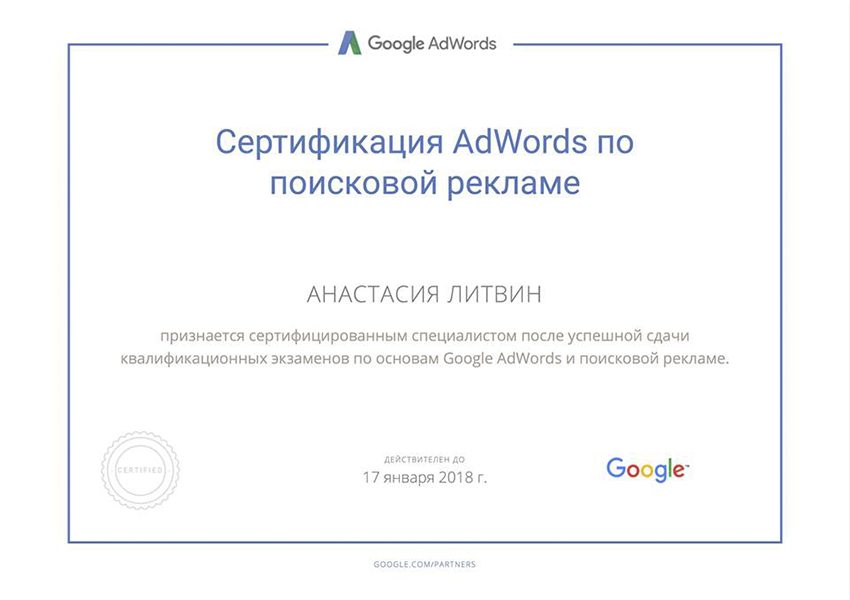 Google AdWords
Сертификация AdWords по
поисковой рекламе
АНАСТАСИЯ ЛИТВИН
признается сертифицированным специалистом после успешной сдачи
квалификационных экзаменов по основам Google AdWords и поисковой рекламе.
CERTIFIED
ДЕЙСТВИТЕЛЕН ДО
17 января 2018 г.
Google™
GOOGLE.COM/PARTNERS